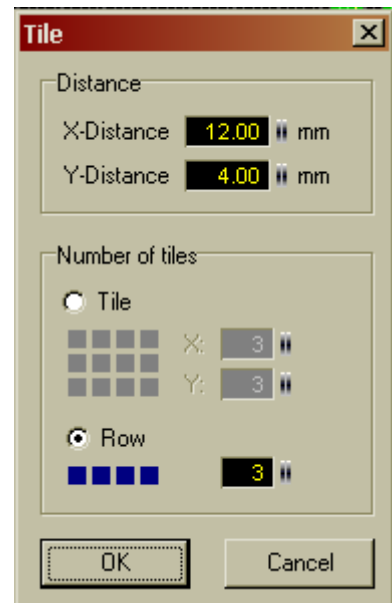 Tile
Distance
X-Distance 12.00 mm
Y-Distance 4.00 mm
Number of tiles
Tile
X: 3
Y: 3
Row
3
OK Cancel